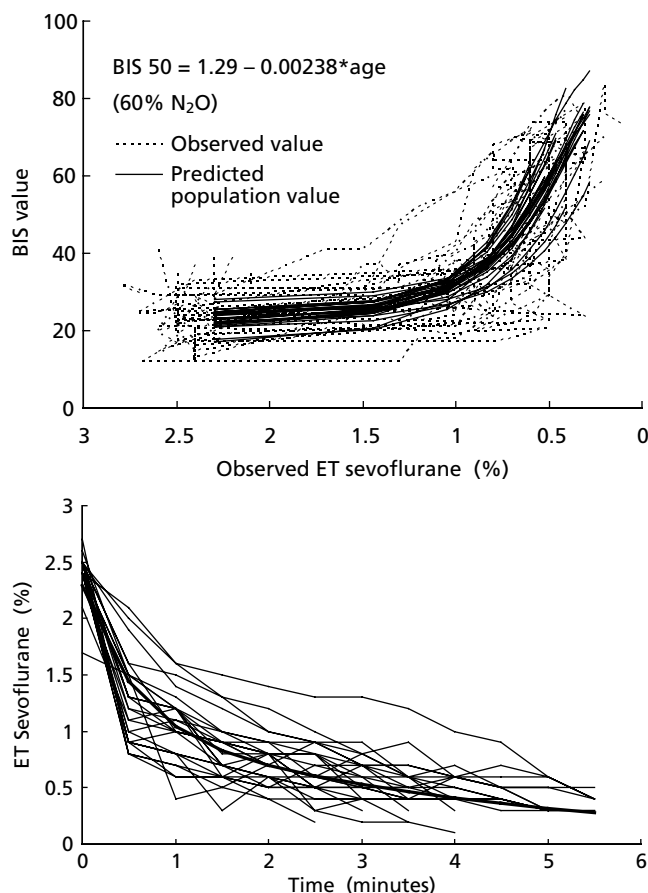 100
80
60
40
20
0
BIS value
BIS 50 = 1.29 – 0.00238*age
(60% N₂O)
Observed value
Predicted
population value
3 2.5 2 1.5 1 0.5 0
Observed ET sevoflurane (%)
3
2.5
2
1.5
1
0.5
0
ET Sevoflurane (%)
0 1 2 3 4 5 6
Time (minutes)